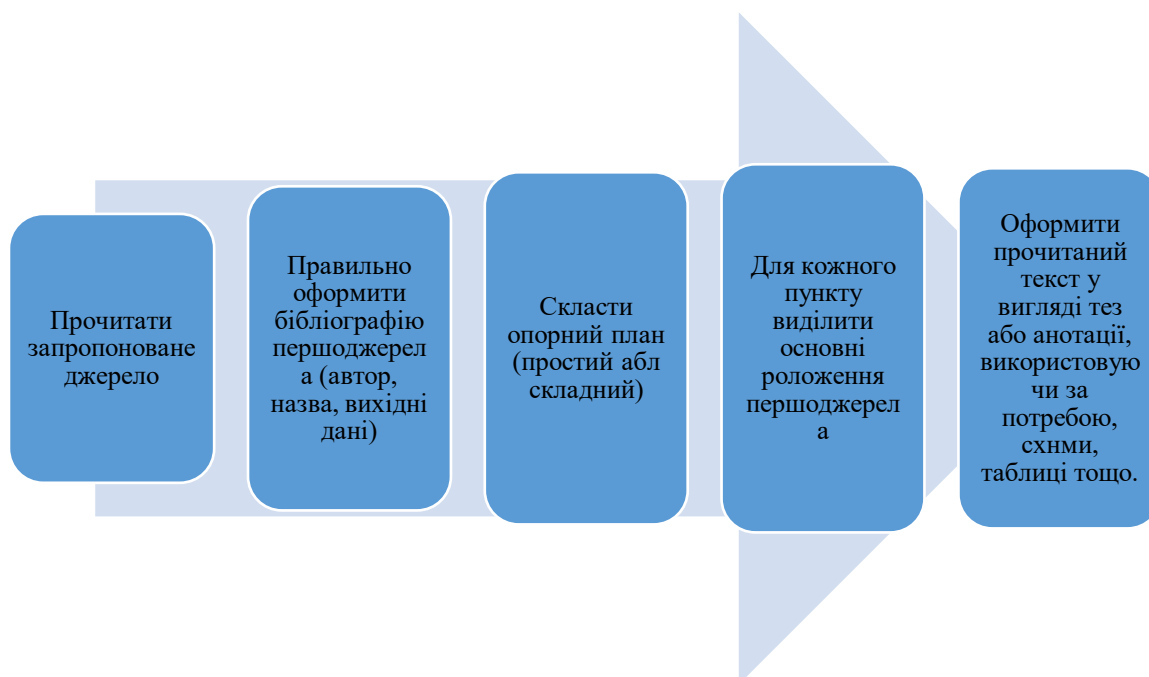 Прочитати
запропоноване
джерело
Правильно
оформити
бібліографію
першоджерел
а (автор,
назва, вихідні
дані)
Скласти
опорний план
(простий абл
складний)
Для кожного
пункту
виділити
основні
роложення
першоджерел
а
Оформити
прочитаний
текст у
вигляді тез
або анотації,
використовую
чи за
потребою,
схнми,
таблиці тощо.